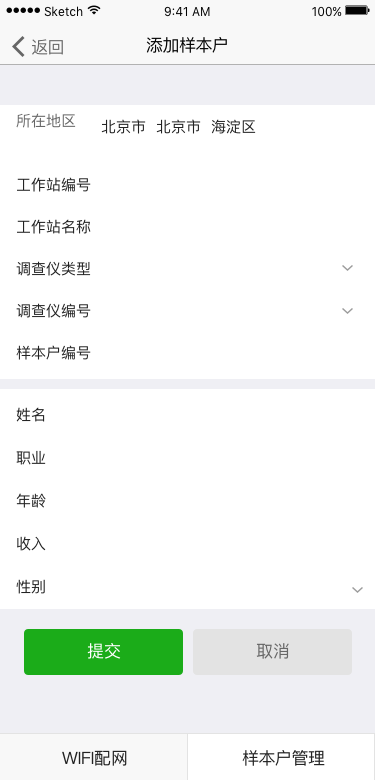 Sketch 9:41 AM 100%
返回 添加样本户
所在地区 北京市 北京市 海淀区
工作站编号
工作站名称
调查仪类型
调查仪编号
样本户编号
姓名
职业
年龄
收入
性别
提交 取消
WIFI配网 样本户管理